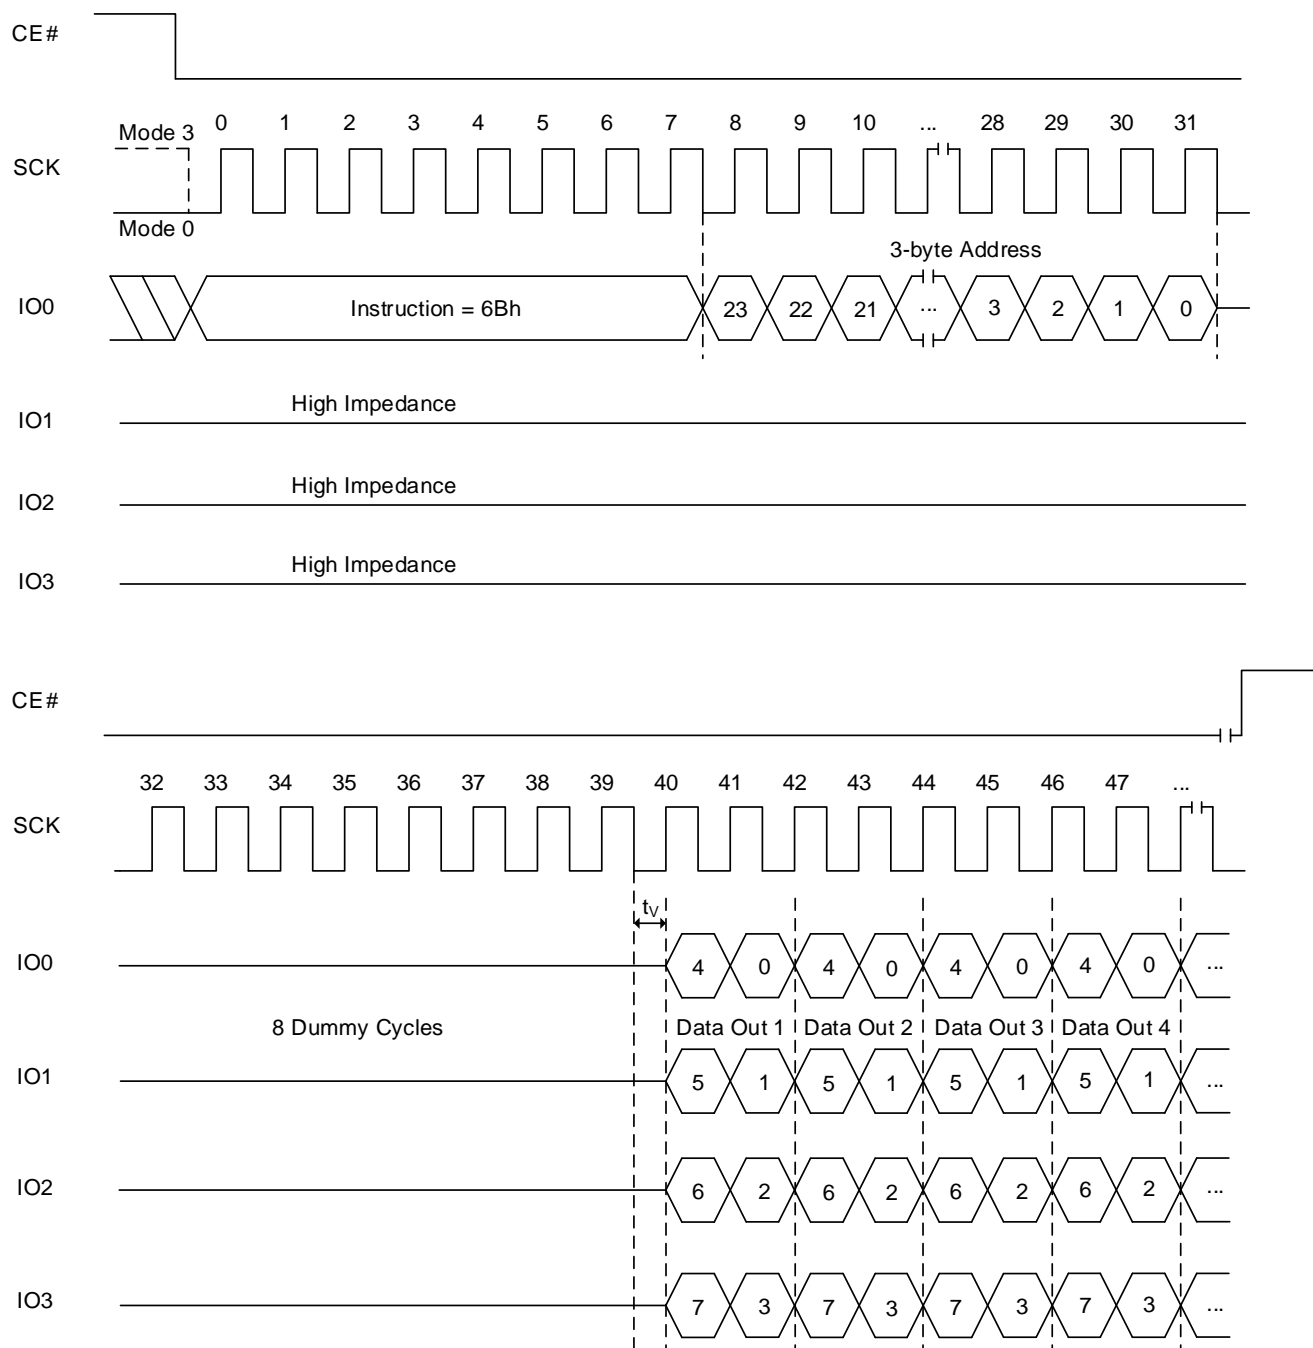 CE#
Mode 3 0 1 2 3 4 5 6 7 8 9 10 ... 28 29 30 31
SCK
Mode 0
3-byte Address
IO0 Instruction = 6Bh 23 22 21 ... 3 2 1 0
High Impedance
IO1
High Impedance
IO2
High Impedance
IO3
CE#
32 33 34 35 36 37 38 39 40 41 42 43 44 45 46 47 ...
SCK
tV
IO0 4 0 4 0 4 0 4 0 ...
8 Dummy Cycles Data Out 1 Data Out 2 Data Out 3 Data Out 4
IO1 5 1 5 1 5 1 5 1 ...
IO2 6 2 6 2 6 2 6 2 ...
IO3 7 3 7 3 7 3 7 3 ...